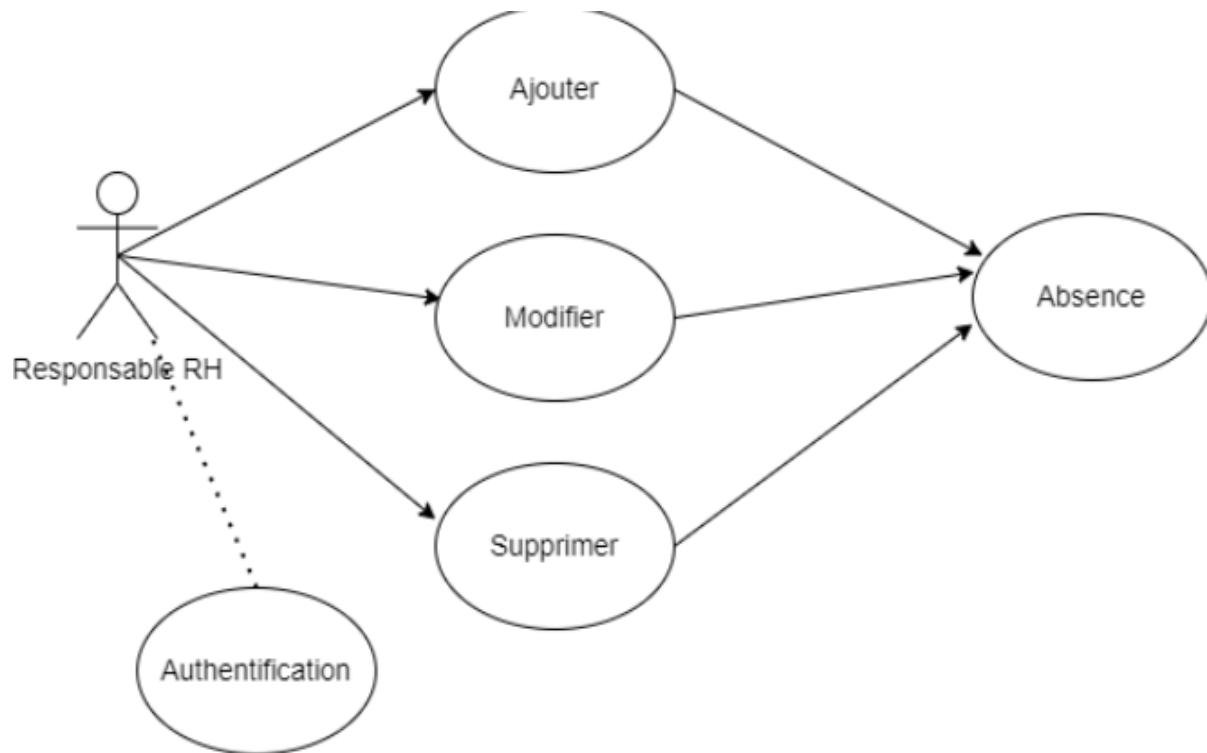 Ajouter
Modifier
Absence
Responsable RH
Supprimer
Authentification